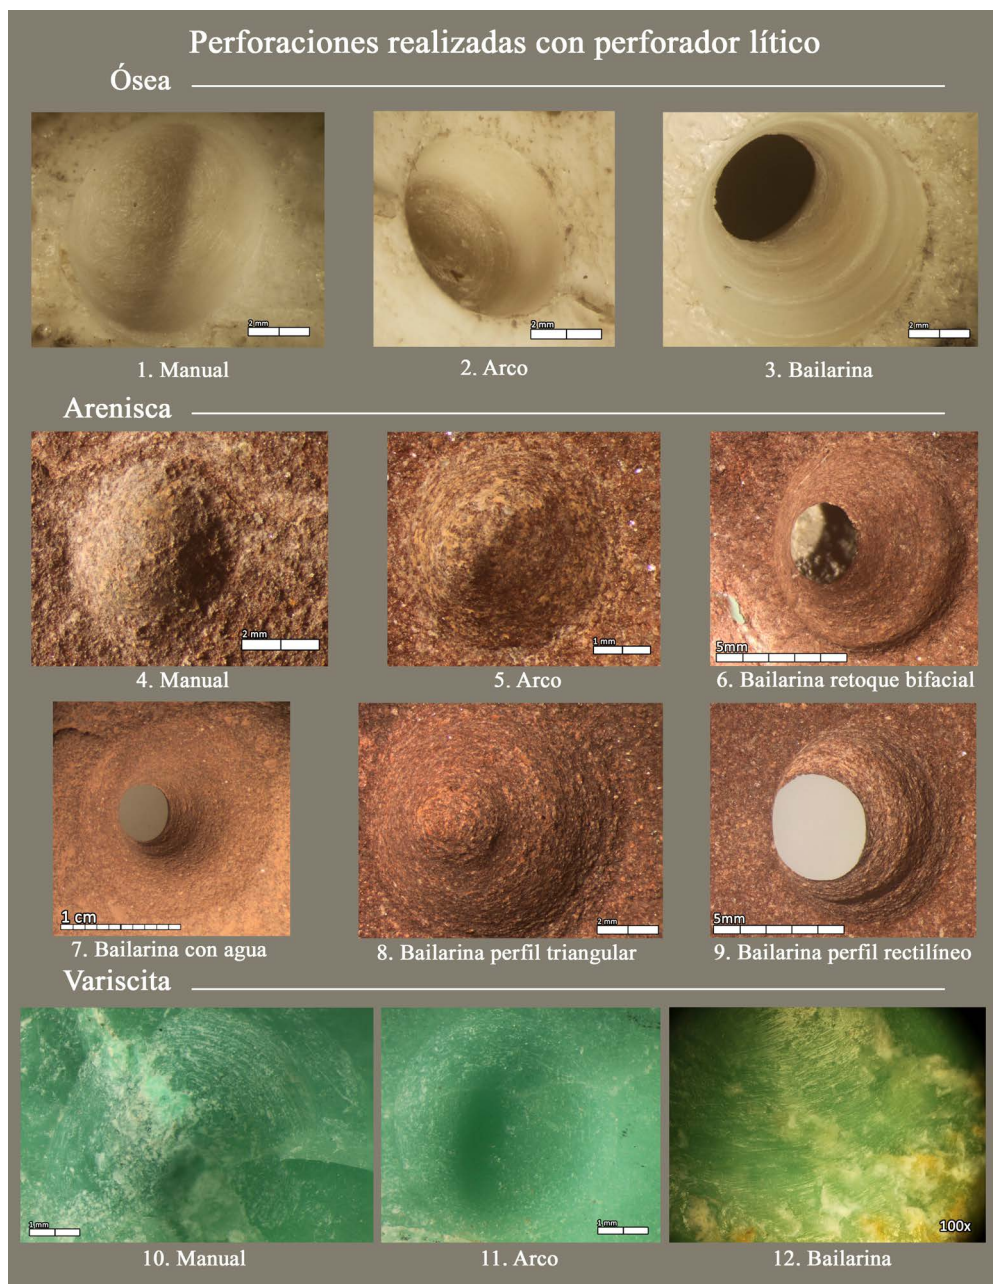 Perforaciones realizadas con perforador lítico
Ósea
2 mm
2 mm
2 mm
1. Manual
2. Arco
3. Bailarina
Arenisca
2 mm
1 mm
5mm
4. Manual
5. Arco
6. Bailarina retoque bifacial
1 cm
2 mm
5mm
7. Bailarina con agua
8. Bailarina perfil triangular
9. Bailarina perfil rectilíneo
Variscita
1 mm
1 mm
100x
10. Manual
11. Arco
12. Bailarina